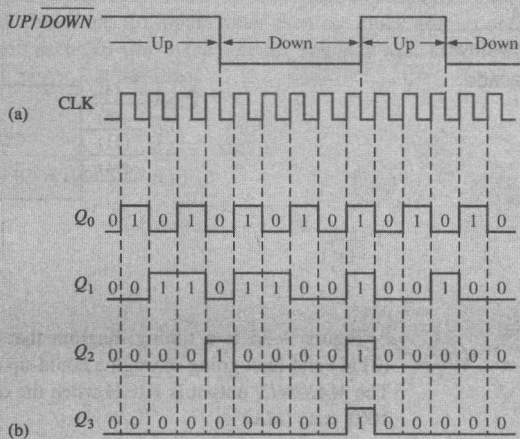 UP/DOWN
Up Down Up Down
(a) CLK
Q0 0 1 0 1 0 1 0 1 0 1 0 1 0 1 0
Q1 0 0 1 1 0 1 1 0 0 1 0 0 1 0 0
Q2 0 0 0 0 1 0 0 0 0 1 0 0 0 0 0
(b) Q3 0 0 0 0 0 0 0 0 0 1 0 0 0 0 0